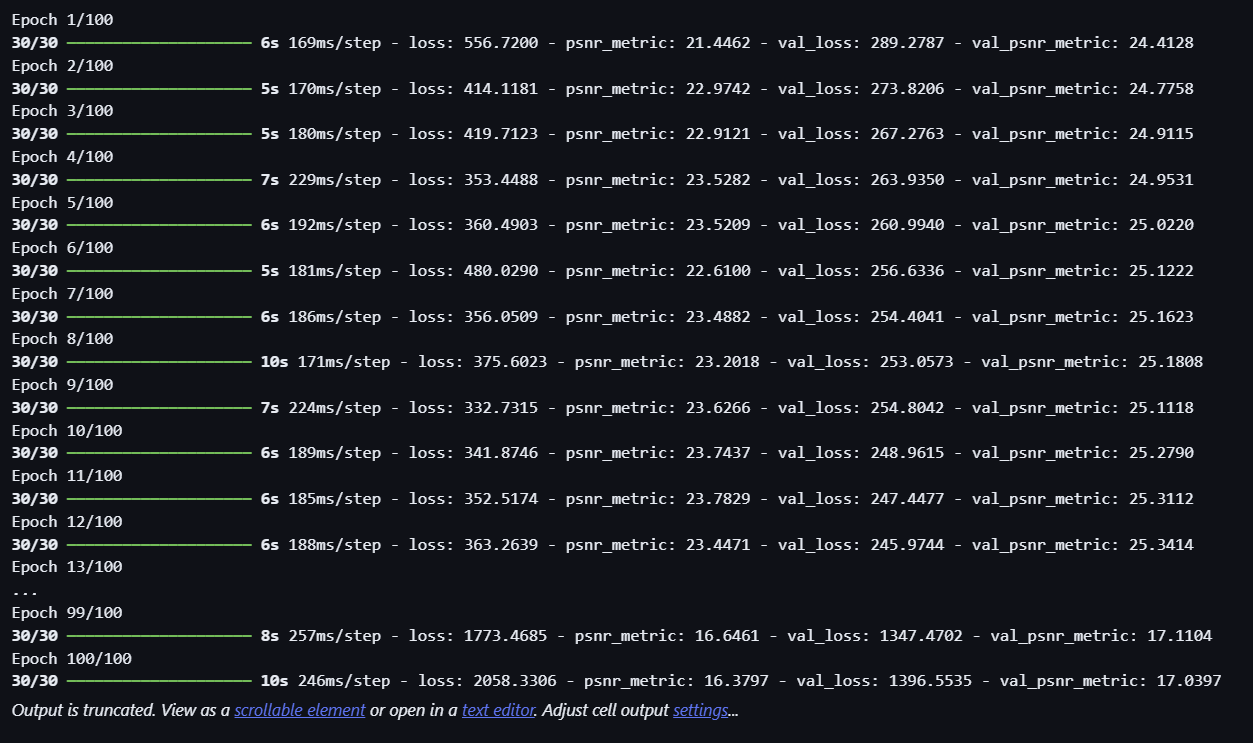 Epoch 1/100
30/30 ━━━━━━━━━━━━━━━━━━━━ 6s 169ms/step - loss: 556.7200 - psnr_metric: 21.4462 - val_loss: 289.2787 - val_psnr_metric: 24.4128
Epoch 2/100
30/30 ━━━━━━━━━━━━━━━━━━━━ 5s 170ms/step - loss: 414.1181 - psnr_metric: 22.9742 - val_loss: 273.8206 - val_psnr_metric: 24.7758
Epoch 3/100
30/30 ━━━━━━━━━━━━━━━━━━━━ 5s 180ms/step - loss: 419.7123 - psnr_metric: 22.9121 - val_loss: 267.2763 - val_psnr_metric: 24.9115
Epoch 4/100
30/30 ━━━━━━━━━━━━━━━━━━━━ 7s 229ms/step - loss: 353.4488 - psnr_metric: 23.5282 - val_loss: 263.9350 - val_psnr_metric: 24.9531
Epoch 5/100
30/30 ━━━━━━━━━━━━━━━━━━━━ 6s 192ms/step - loss: 360.4903 - psnr_metric: 23.5209 - val_loss: 260.9940 - val_psnr_metric: 25.0220
Epoch 6/100
30/30 ━━━━━━━━━━━━━━━━━━━━ 5s 181ms/step - loss: 480.0290 - psnr_metric: 22.6100 - val_loss: 256.6336 - val_psnr_metric: 25.1222
Epoch 7/100
30/30 ━━━━━━━━━━━━━━━━━━━━ 6s 186ms/step - loss: 356.0509 - psnr_metric: 23.4882 - val_loss: 254.4041 - val_psnr_metric: 25.1623
Epoch 8/100
30/30 ━━━━━━━━━━━━━━━━━━━━ 10s 171ms/step - loss: 375.6023 - psnr_metric: 23.2018 - val_loss: 253.0573 - val_psnr_metric: 25.1808
Epoch 9/100
30/30 ━━━━━━━━━━━━━━━━━━━━ 7s 224ms/step - loss: 332.7315 - psnr_metric: 23.6266 - val_loss: 254.8042 - val_psnr_metric: 25.1118
Epoch 10/100
30/30 ━━━━━━━━━━━━━━━━━━━━ 6s 189ms/step - loss: 341.8746 - psnr_metric: 23.7437 - val_loss: 248.9615 - val_psnr_metric: 25.2790
Epoch 11/100
30/30 ━━━━━━━━━━━━━━━━━━━━ 6s 185ms/step - loss: 352.5174 - psnr_metric: 23.7829 - val_loss: 247.4477 - val_psnr_metric: 25.3112
Epoch 12/100
30/30 ━━━━━━━━━━━━━━━━━━━━ 6s 188ms/step - loss: 363.2639 - psnr_metric: 23.4471 - val_loss: 245.9744 - val_psnr_metric: 25.3414
Epoch 13/100
...
Epoch 99/100
30/30 ━━━━━━━━━━━━━━━━━━━━ 8s 257ms/step - loss: 1773.4685 - psnr_metric: 16.6461 - val_loss: 1347.4702 - val_psnr_metric: 17.1104
Epoch 100/100
30/30 ━━━━━━━━━━━━━━━━━━━━ 10s 246ms/step - loss: 2058.3306 - psnr_metric: 16.3797 - val_loss: 1396.5535 - val_psnr_metric: 17.0397
Output is truncated. View as a scrollable element or open in a text editor. Adjust cell output settings...